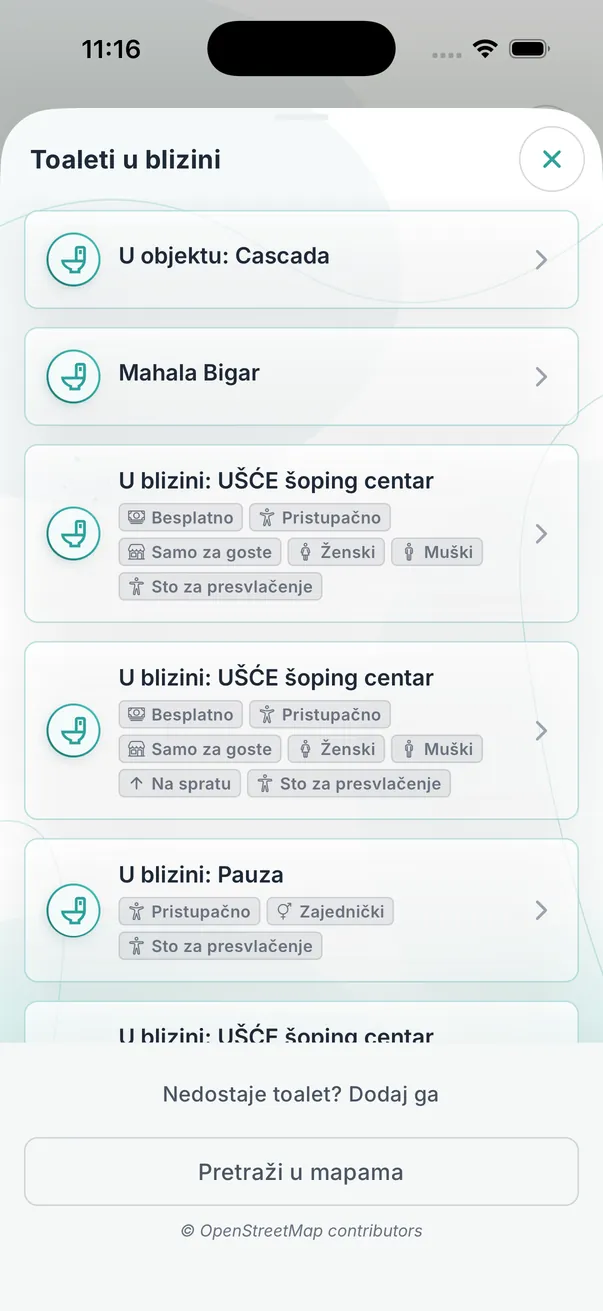 11:16
Toaleti u blizini
U objektu: Cascada
Mahala Bigar
U blizini: UŠĆE šoping centar
Besplatno Pristupačno
Samo za goste Ženski Muški
Sto za presvlačenje
U blizini: UŠĆE šoping centar
Besplatno Pristupačno
Samo za goste Ženski Muški
Na spratu Sto za presvlačenje
U blizini: Pauza
Pristupačno Zajednički
Sto za presvlačenje
U blizini: UŠĆE šoping centar
Nedostaje toalet? Dodaj ga
Pretraži u mapama
© OpenStreetMap contributors